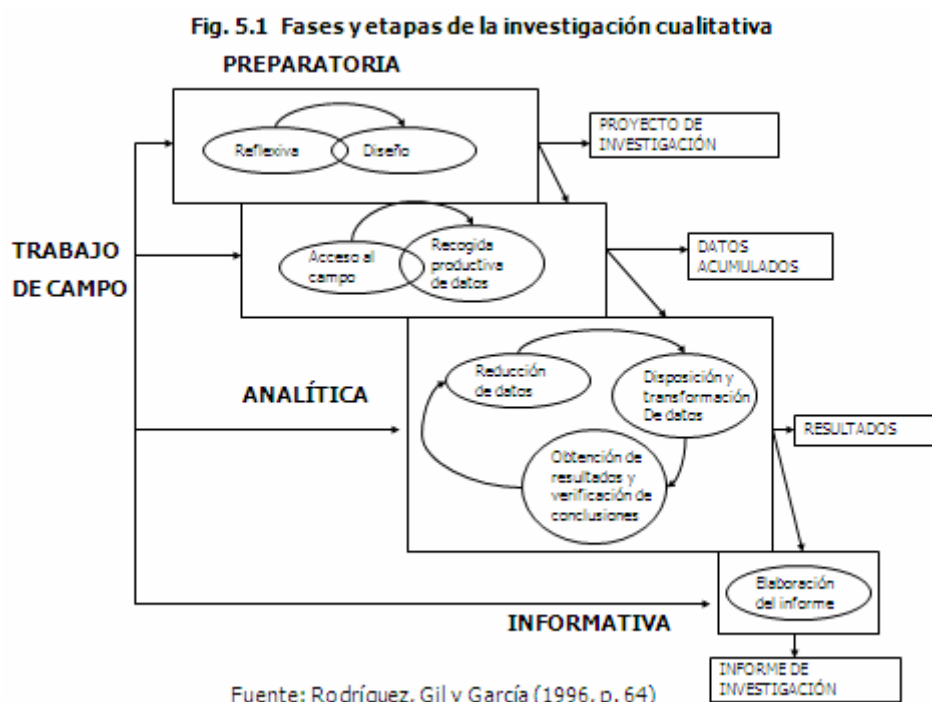 Fig. 5.1 Fases y etapas de la investigación cualitativa
PREPARATORIA
Reflexiva
Diseño
PROYECTO DE
INVESTIGACIÓN
TRABAJO
DE CAMPO
Acceso al
campo
Recogida
productiva
de datos
DATOS
ACUMULADOS
ANALÍTICA
Reducción
de datos
Disposición y
transformación
De datos
Obtención de
resultados y
verificación de
conclusiones
RESULTADOS
INFORMATIVA
Elaboración
del informe
INFORME DE
INVESTIGACIÓN
Fuente: Rodríguez, Gil y García (1996, p. 64)